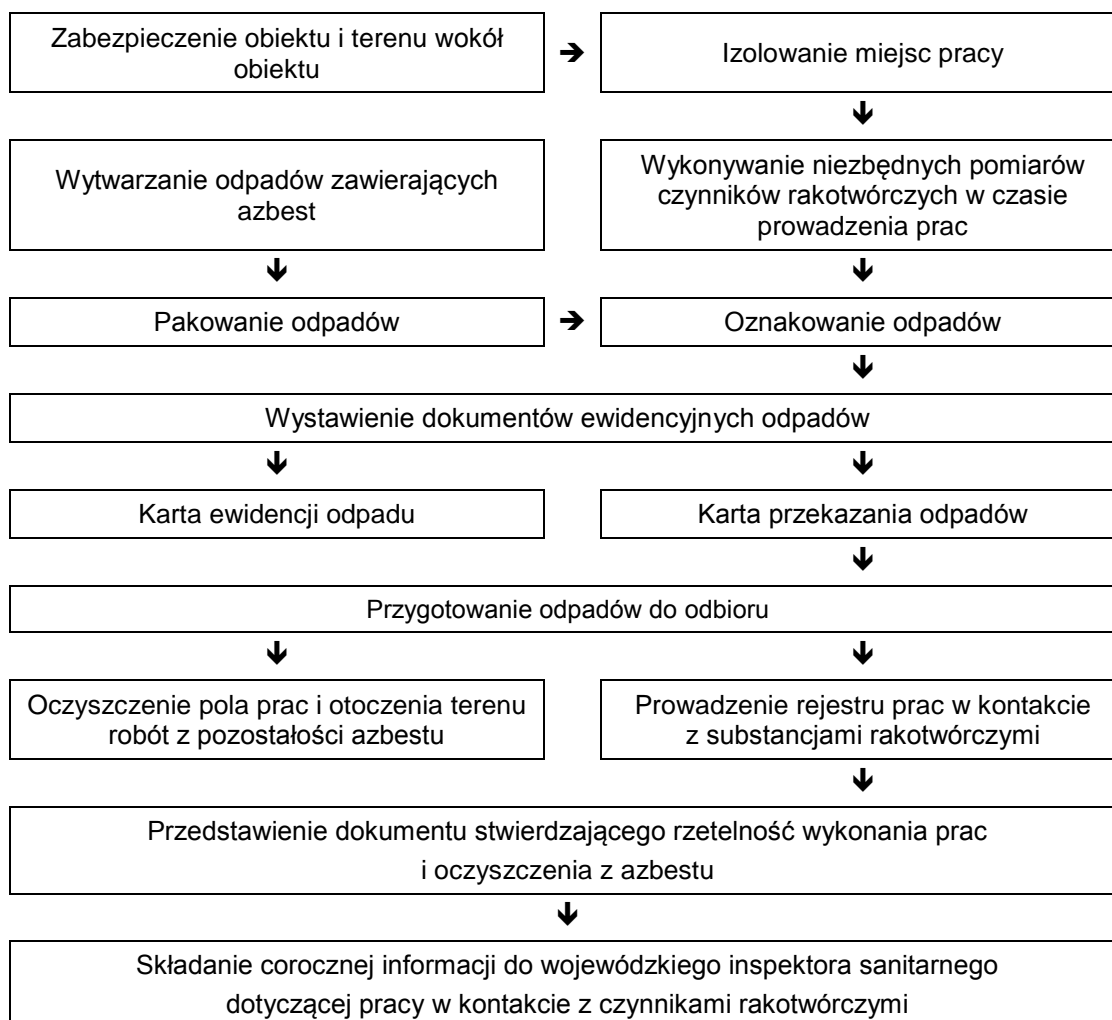 Zabezpieczenie obiektu i terenu wokół
obiektu
➔
Izolowanie miejsc pracy
Wytwarzanie odpadów zawierających
azbest
Wykonywanie niezbędnych pomiarów
czynników rakotwórczych w czasie
prowadzenia prac
Pakowanie odpadów
➔
Oznakowanie odpadów
Wystawienie dokumentów ewidencyjnych odpadów
Karta ewidencji odpadu
Karta przekazania odpadów
Przygotowanie odpadów do odbioru
Oczyszczenie pola prac i otoczenia terenu
robót z pozostałości azbestu
Prowadzenie rejestru prac w kontakcie
z substancjami rakotwórczymi
Przedstawienie dokumentu stwierdzającego rzetelność wykonania prac
i oczyszczenia z azbestu
Składanie corocznej informacji do wojewódzkiego inspektora sanitarnego
dotyczącej pracy w kontakcie z czynnikami rakotwórczymi